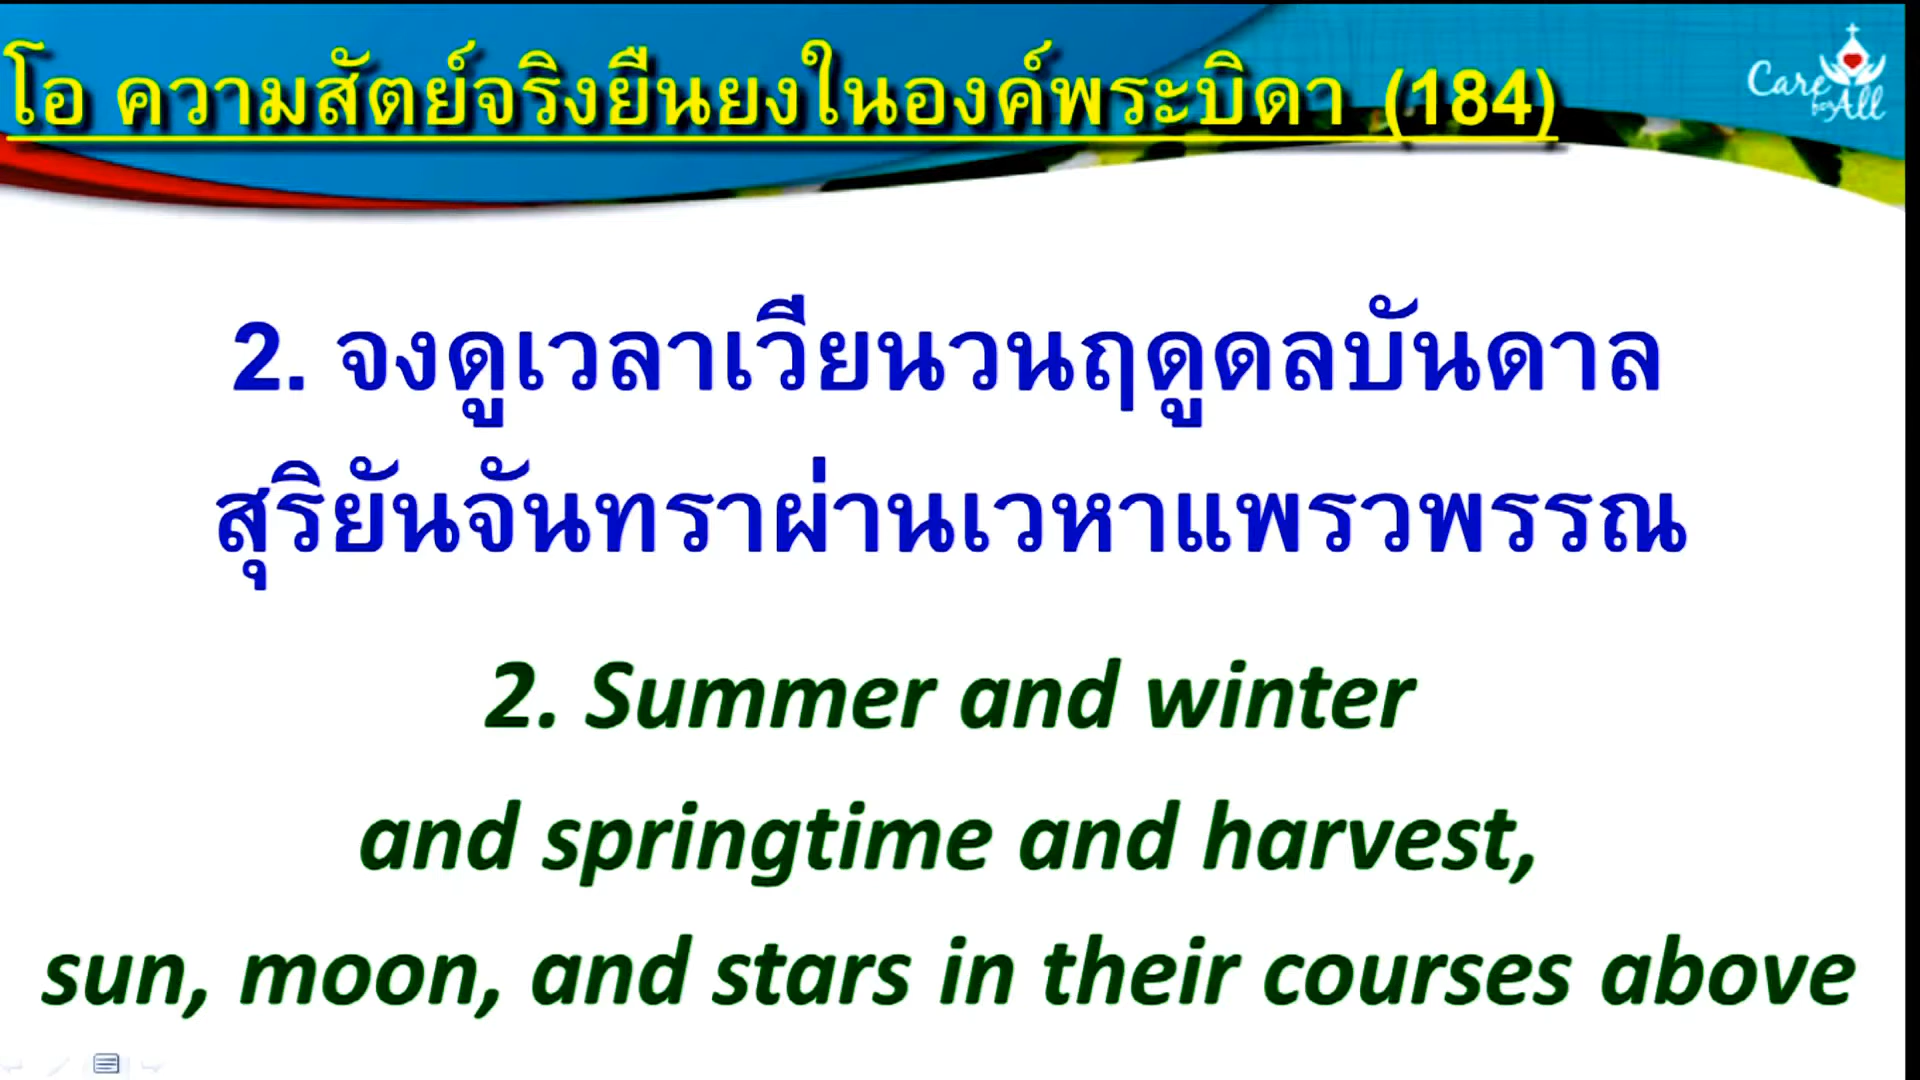 โอ ความสัตย์จริงยืนยงในองค์พระบิดา (184)
Care
for All
2. จงดูเวลาเวียนวนฤดูดลบันดาล
สุริยันจันทราผ่านเวหาแพรวพรรณ
2. Summer and winter
and springtime and harvest,
sun, moon, and stars in their courses above